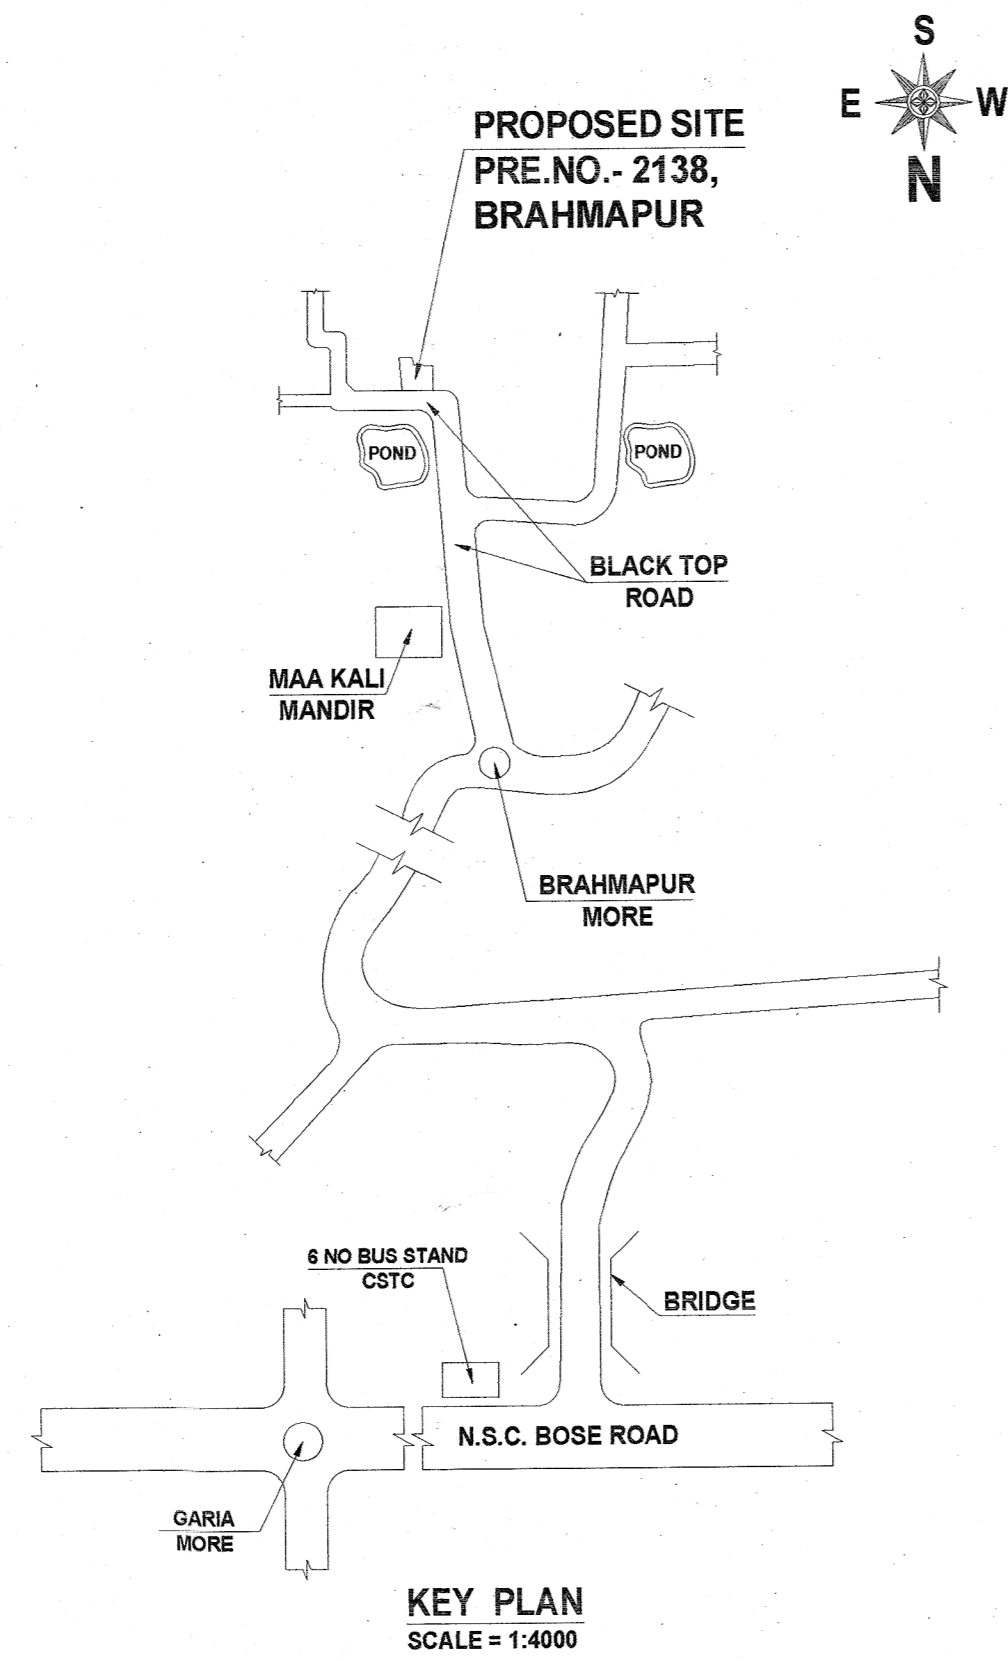 S
E
W
N
PROPOSED SITE
PRE.NO.- 2138,
BRAHMAPUR
POND
POND
BLACK TOP
ROAD
MAA KALI
MANDIR
BRAHMAPUR
MORE
6 NO BUS STAND
CSTC
BRIDGE
N.S.C. BOSE ROAD
GARIA
MORE
KEY PLAN
SCALE = 1:4000